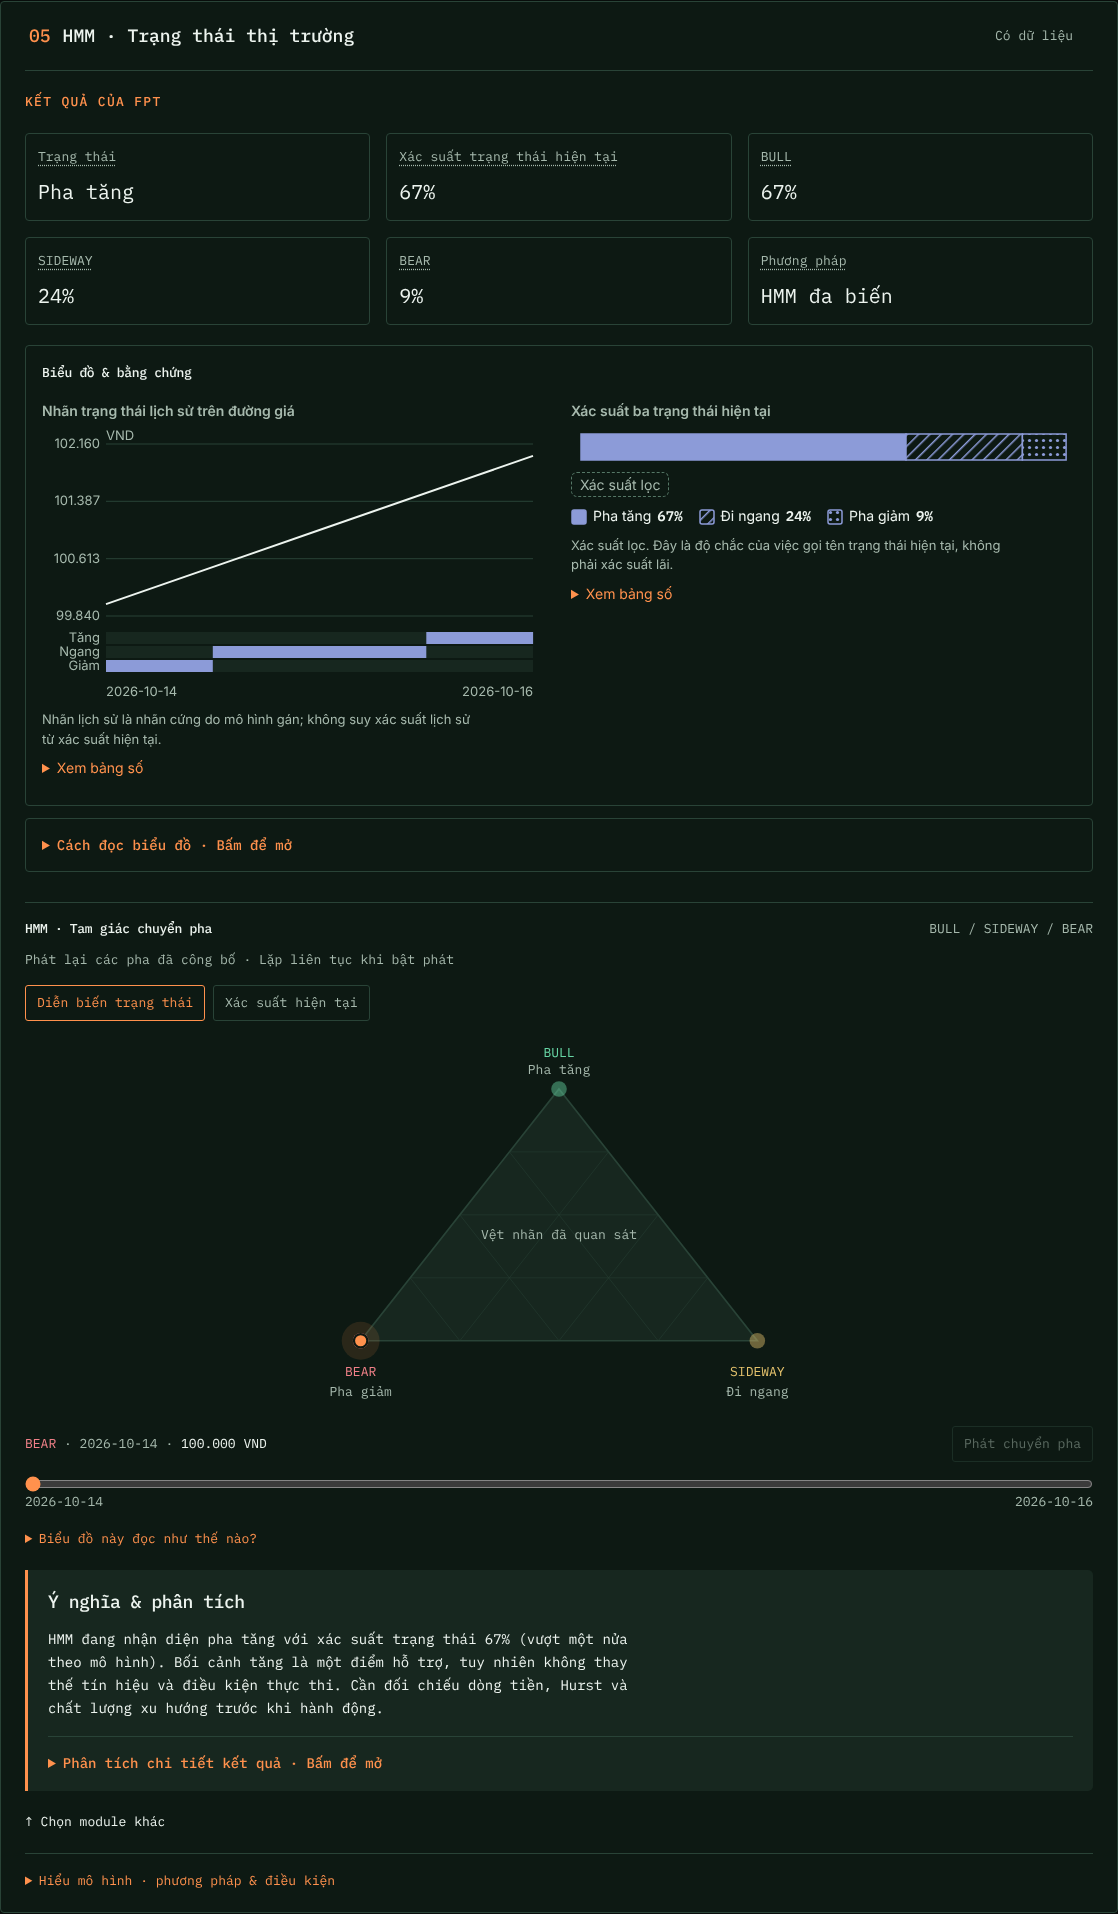 05 HMM · Trạng thái thị trường
Có dữ liệu
KẾT QUẢ CỦA FPT
Trạng thái
Pha tăng
Xác suất trạng thái hiện tại
67%
BULL
67%
SIDEWAY
24%
BEAR
9%
Phương pháp
HMM đa biến
Biểu đồ & bằng chứng
Nhãn trạng thái lịch sử trên đường giá
VND
102.160
101.387
100.613
99.840
Tăng
Ngang
Giảm
2026-10-14
2026-10-16
Nhãn lịch sử là nhãn cứng do mô hình gán; không suy xác suất lịch sử
từ xác suất hiện tại.
▶ Xem bảng số
Xác suất ba trạng thái hiện tại
Xác suất lọc
Pha tăng 67% Đi ngang 24% Pha giảm 9%
Xác suất lọc. Đây là độ chắc của việc gọi tên trạng thái hiện tại, không
phải xác suất lãi.
▶ Xem bảng số
▶ Cách đọc biểu đồ · Bấm để mở
HMM · Tam giác chuyển pha
BULL / SIDEWAY / BEAR
Phát lại các pha đã công bố · Lặp liên tục khi bật phát
Diễn biến trạng thái
Xác suất hiện tại
BULL
Pha tăng
Vệt nhãn đã quan sát
BEAR
Pha giảm
SIDEWAY
Đi ngang
BEAR · 2026-10-14 · 100.000 VND
Phát chuyển pha
2026-10-14
2026-10-16
▶ Biểu đồ này đọc như thế nào?
Ý nghĩa & phân tích
HMM đang nhận diện pha tăng với xác suất trạng thái 67% (vượt một nửa
theo mô hình). Bối cảnh tăng là một điểm hỗ trợ, tuy nhiên không thay
thế tín hiệu và điều kiện thực thi. Cần đối chiếu dòng tiền, Hurst và
chất lượng xu hướng trước khi hành động.
▶ Phân tích chi tiết kết quả · Bấm để mở
↑ Chọn module khác
▶ Hiểu mô hình · phương pháp & điều kiện